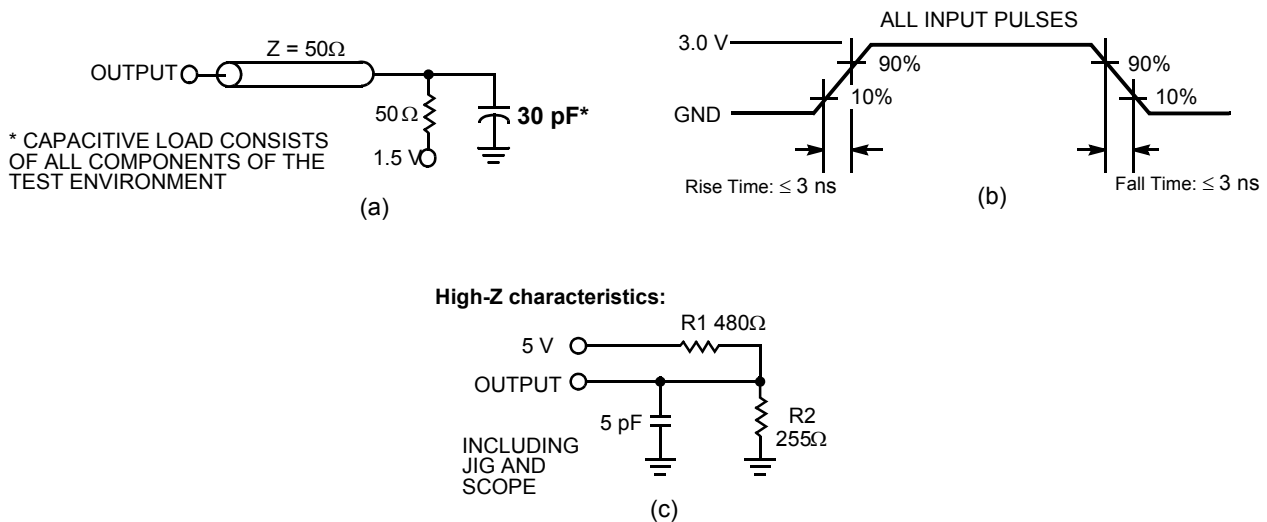 Z = 50Ω
OUTPUT
50 Ω
30 pF*
1.5 V
* CAPACITIVE LOAD CONSISTS
OF ALL COMPONENTS OF THE
TEST ENVIRONMENT
(a)
ALL INPUT PULSES
3.0 V
90%
90%
10%
10%
GND
Rise Time: ≤ 3 ns
Fall Time: ≤ 3 ns
(b)
High-Z characteristics:
R1 480Ω
5 V
OUTPUT
5 pF
R2
255Ω
INCLUDING
JIG AND
SCOPE
(c)